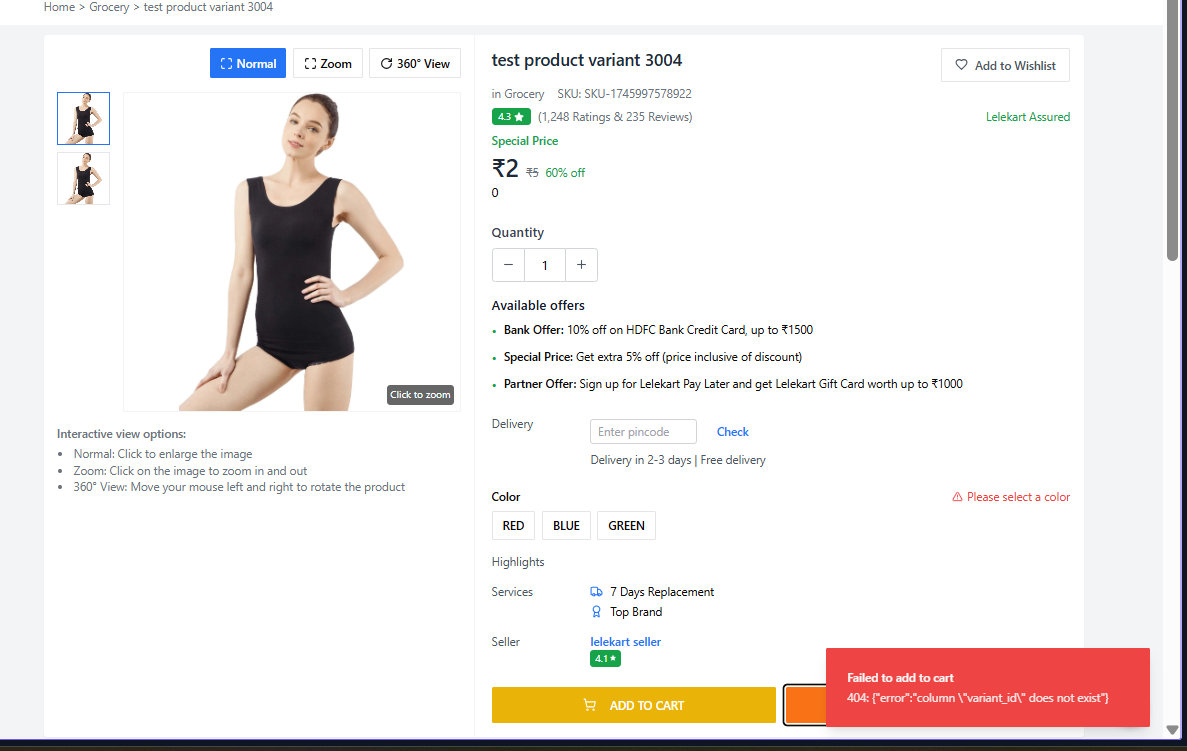 Home > Grocery > test product variant 3004
Normal
Zoom
360° View
Click to zoom
Interactive view options:
• Normal: Click to enlarge the image
• Zoom: Click on the image to zoom in and out
• 360° View: Move your mouse left and right to rotate the product
test product variant 3004
Add to Wishlist
in Grocery SKU: SKU-1745997578922
4.3 ★ (1,248 Ratings & 235 Reviews)
Lelekart Assured
Special Price
₹2 ₹5 60% off
0
Quantity
− 1 +
Available offers
• Bank Offer: 10% off on HDFC Bank Credit Card, up to ₹1500
• Special Price: Get extra 5% off (price inclusive of discount)
• Partner Offer: Sign up for Lelekart Pay Later and get Lelekart Gift Card worth up to ₹1000
Delivery
Enter pincode
Check
Delivery in 2-3 days | Free delivery
Color
Please select a color
RED BLUE GREEN
Highlights
Services
7 Days Replacement
Top Brand
Seller
lelekart seller
4.1 ★
ADD TO CART
Failed to add to cart
404: {"error":"column \"variant_id\" does not exist"}